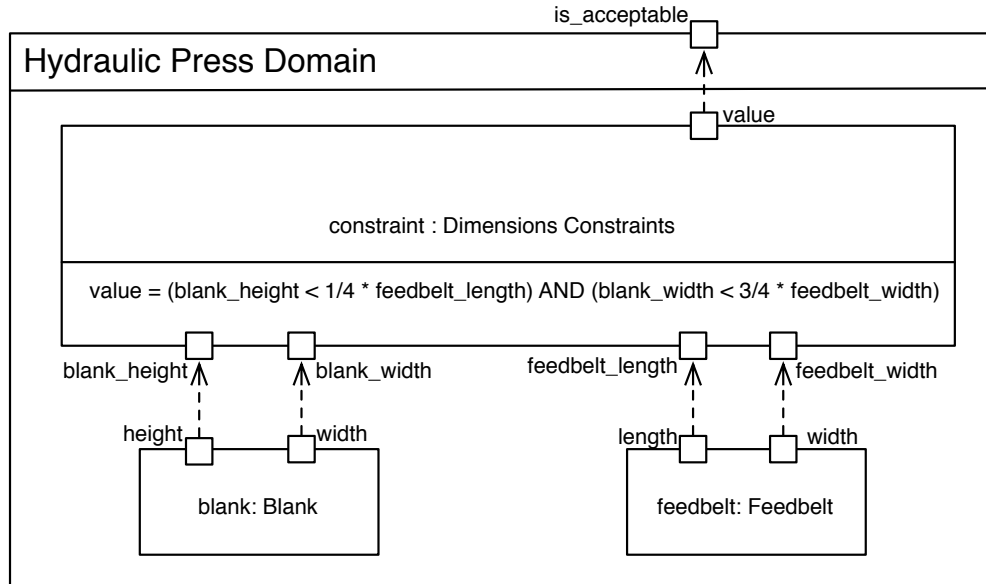 is_acceptable
Hydraulic Press Domain
value
constraint : Dimensions Constraints
value = (blank_height < 1/4 * feedbelt_length) AND (blank_width < 3/4 * feedbelt_width)
blank_height blank_width feedbelt_length feedbelt_width
height width length width
blank: Blank feedbelt: Feedbelt